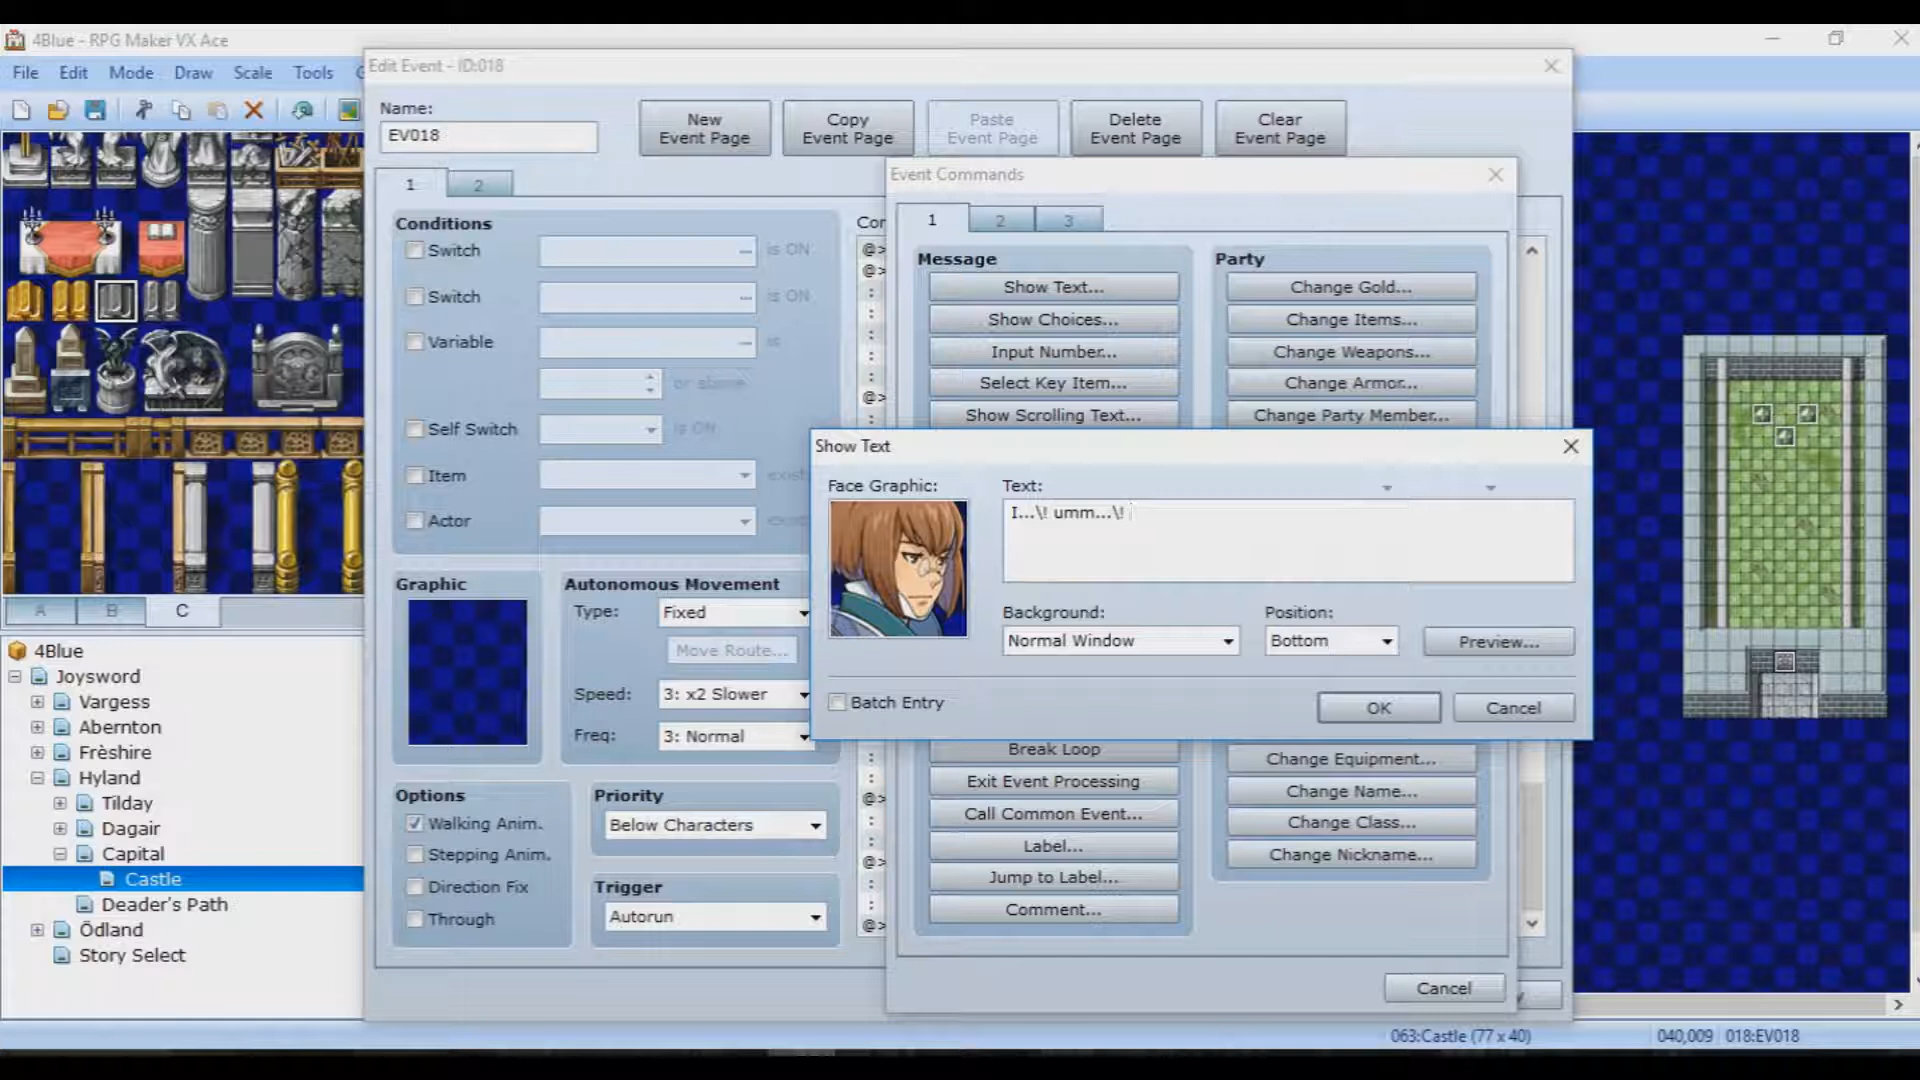 4Blue - RPG Maker VX Ace
File Edit Mode Draw Scale Tools
Edit Event - ID:018
Name:
EV018
New Event Page
Copy Event Page
Paste Event Page
Delete Event Page
Clear Event Page
1 2
Conditions
Switch ... is ON
Switch ... is ON
Variable ... is
or above
Self Switch is ON
Item
Actor
Graphic
Autonomous Movement
Type: Fixed
Move Route...
Speed: 3: x2 Slower
Freq: 3: Normal
Options
Walking Anim.
Stepping Anim.
Direction Fix
Through
Priority
Below Characters
Trigger
Autorun
Event Commands
1 2 3
Message
Show Text...
Show Choices...
Input Number...
Select Key Item...
Show Scrolling Text...
Party
Change Gold...
Change Items...
Change Weapons...
Change Armor...
Change Party Member...
Show Text
Face Graphic:
Text:
I...\! umm...\!
Background:
Normal Window
Position:
Bottom
Preview...
Batch Entry
OK
Cancel
Break Loop
Exit Event Processing
Call Common Event...
Label...
Jump to Label...
Comment...
Change Equipment...
Change Name...
Change Class...
Change Nickname...
Cancel
A B C
4Blue
Joysword
Vargess
Abernton
Frèshire
Hyland
Tilday
Dagair
Capital
Castle
Deader's Path
Ödland
Story Select
063:Castle (77 x 40)
040,009
018:EV018